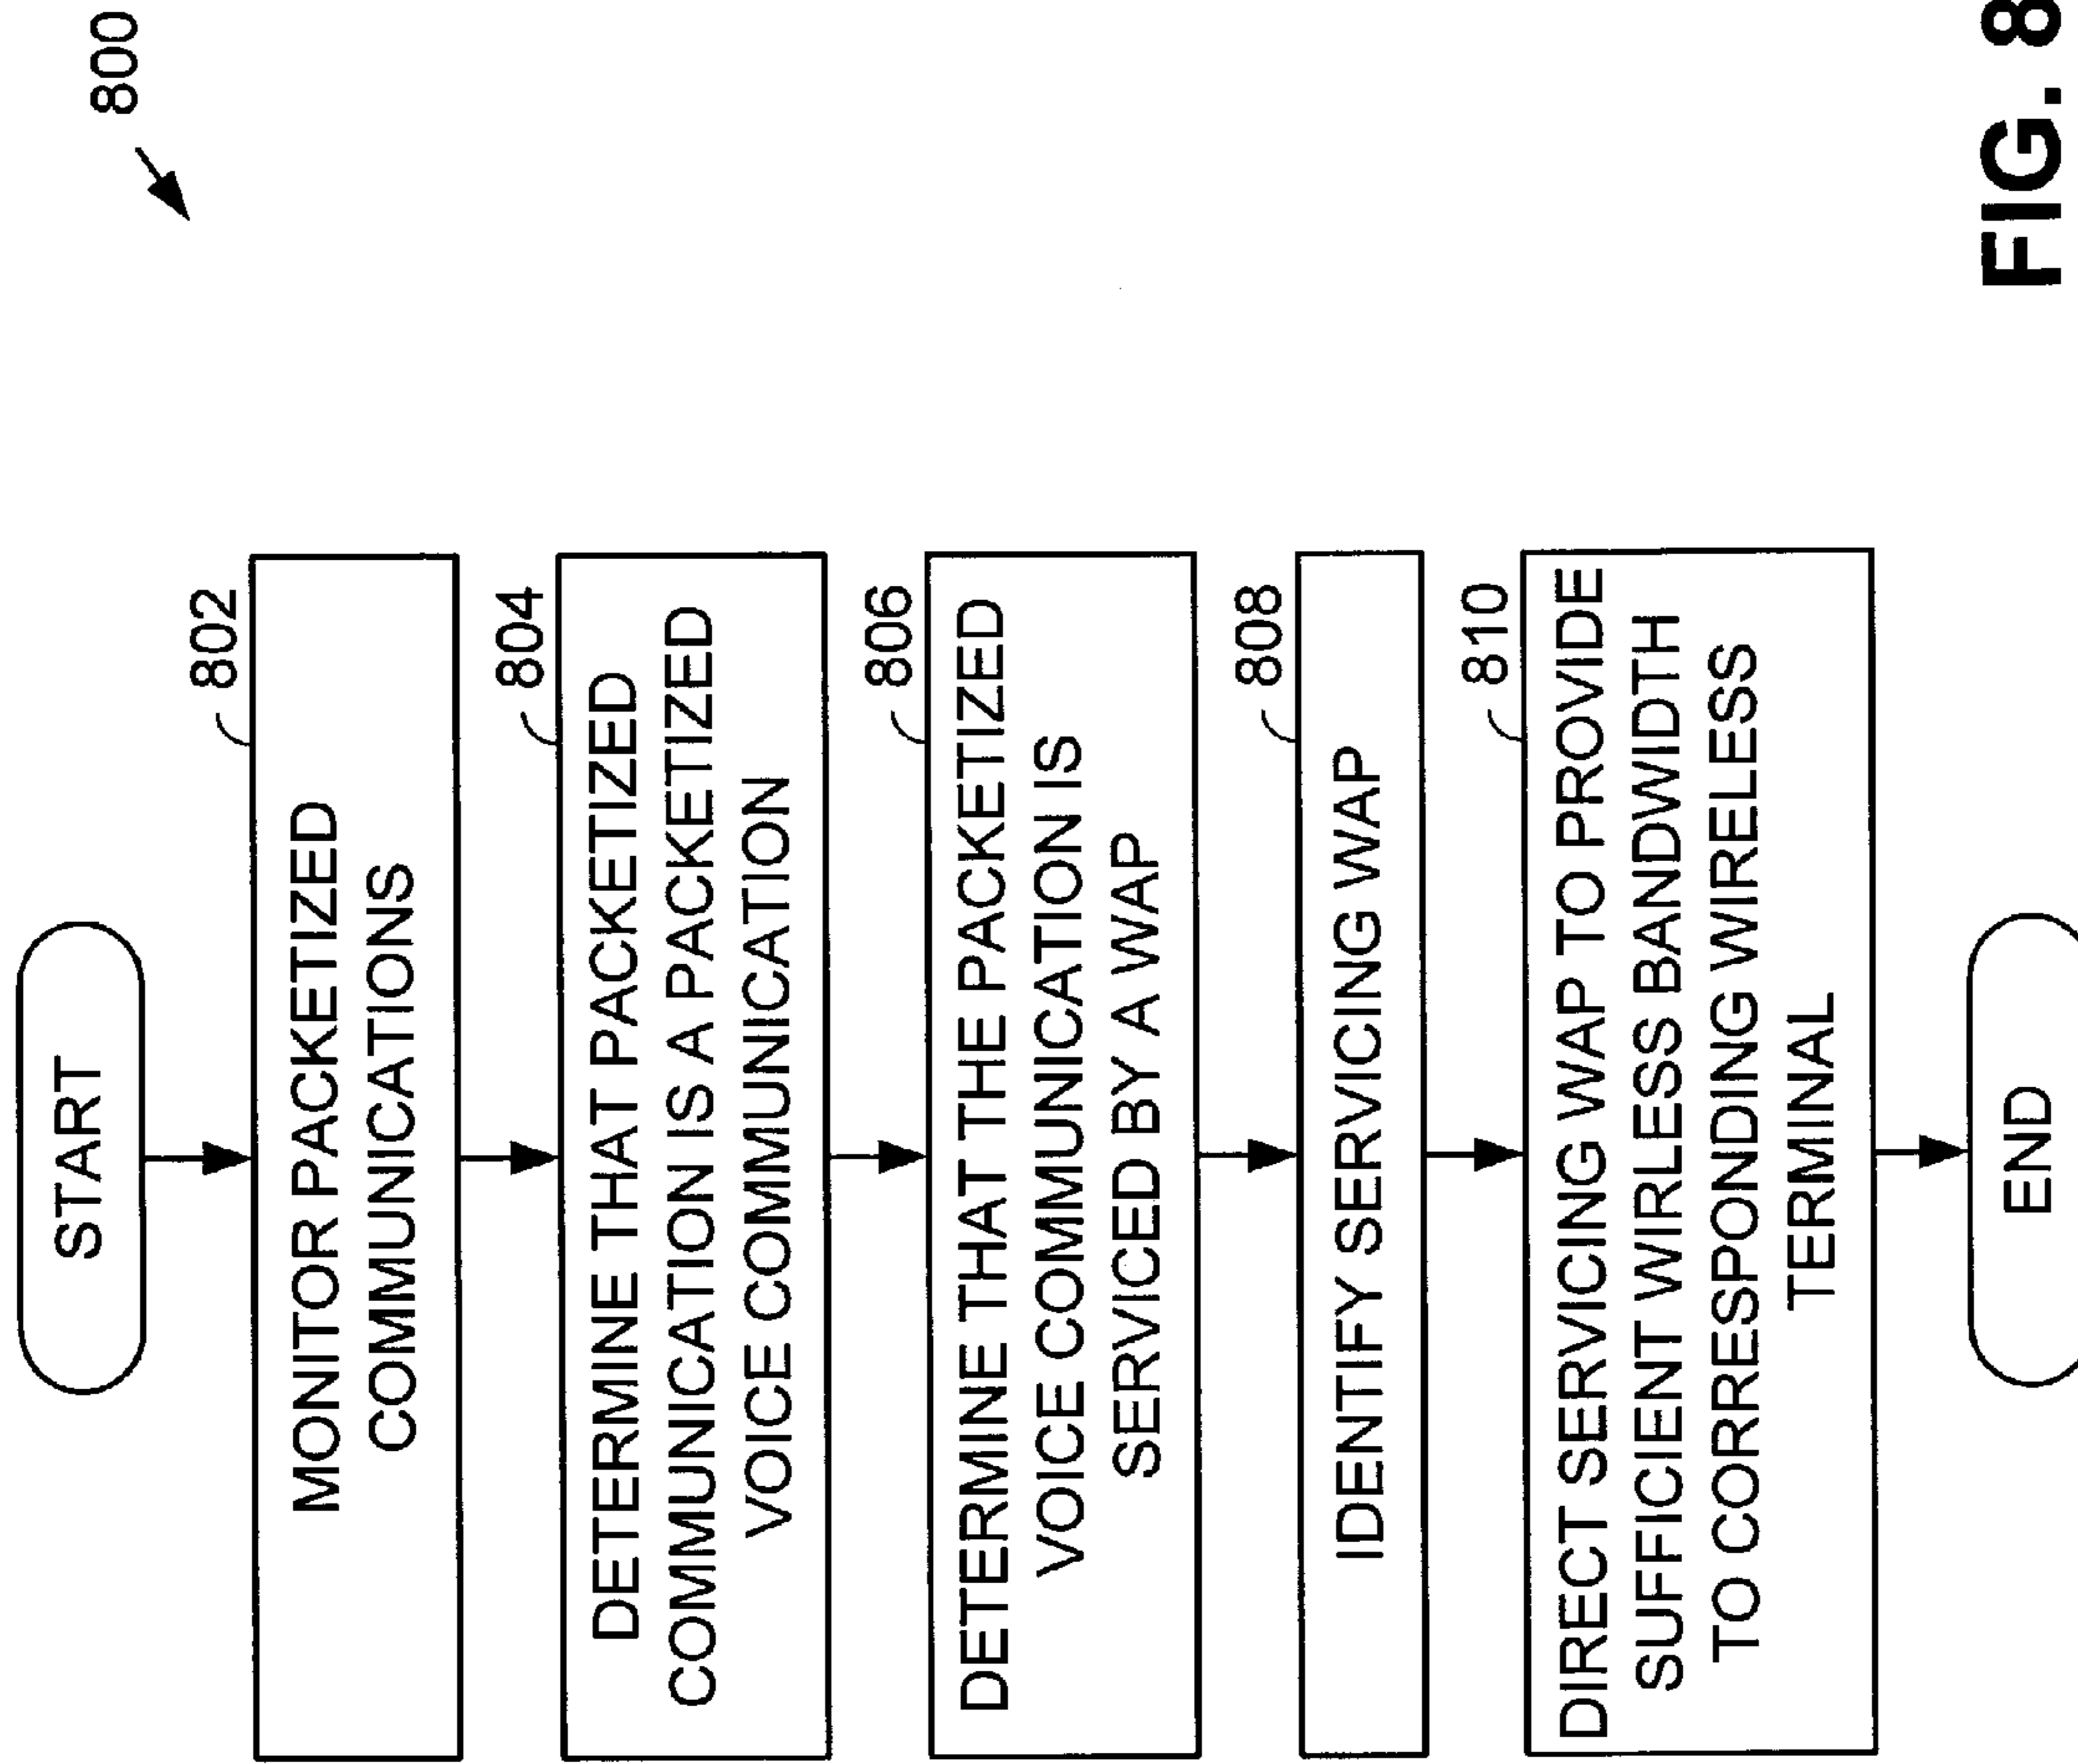 800
START
802
MONITOR PACKETIZED
COMMUNICATIONS
804
DETERMINE THAT PACKETIZED
COMMUNICATION IS A PACKETIZED
VOICE COMMUNICATION
806
DETERMINE THAT THE PACKETIZED
VOICE COMMUNICATION IS
SERVICED BY A WAP
808
IDENTIFY SERVICING WAP
810
DIRECT SERVICING WAP TO PROVIDE
SUFFICIENT WIRELESS BANDWIDTH
TO CORRESPONDING WIRELESS
TERMINAL
END
FIG. 8